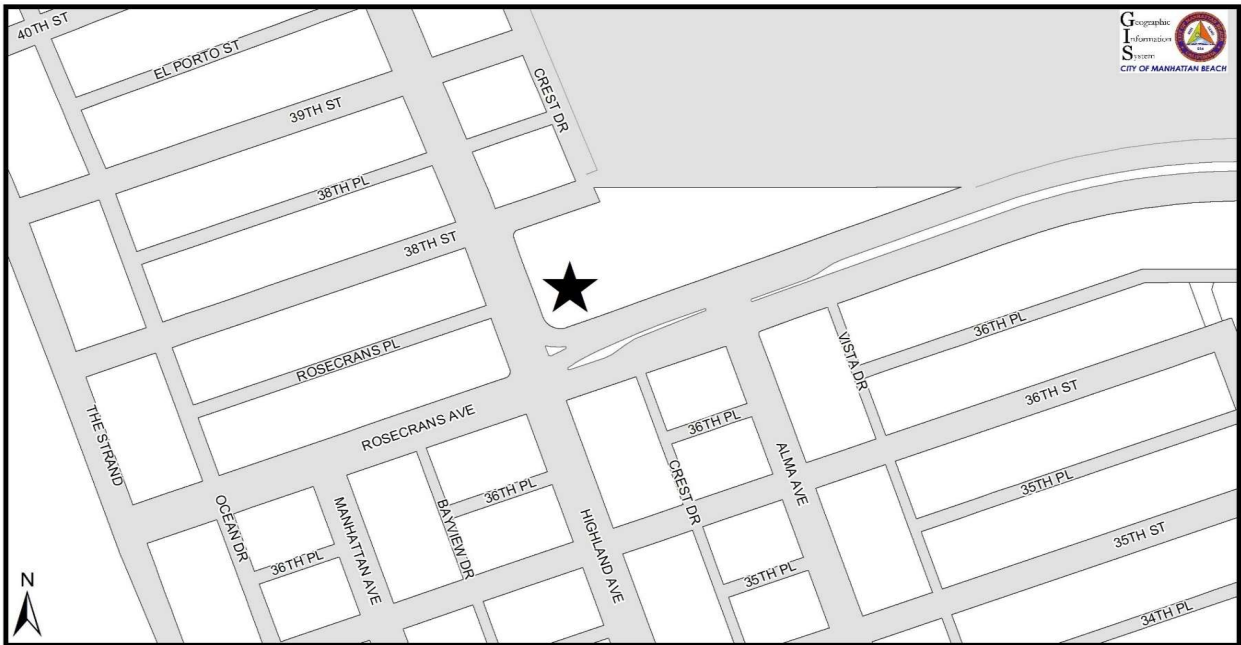 40TH ST
EL PORTO ST
39TH ST
CREST DR
Geographic
Information
System
CITY OF MANHATTAN BEACH
38TH PL
38TH ST
ROSECRANS PL
ROSECRANS AVE
THE STRAND
OCEAN DR
MANHATTAN AVE
BAYVIEW DR
36TH PL
36TH PL
HIGHLAND AVE
CREST DR
36TH PL
ALMA AVE
VISTA DR
36TH PL
36TH ST
35TH PL
35TH ST
35TH PL
34TH PL
N